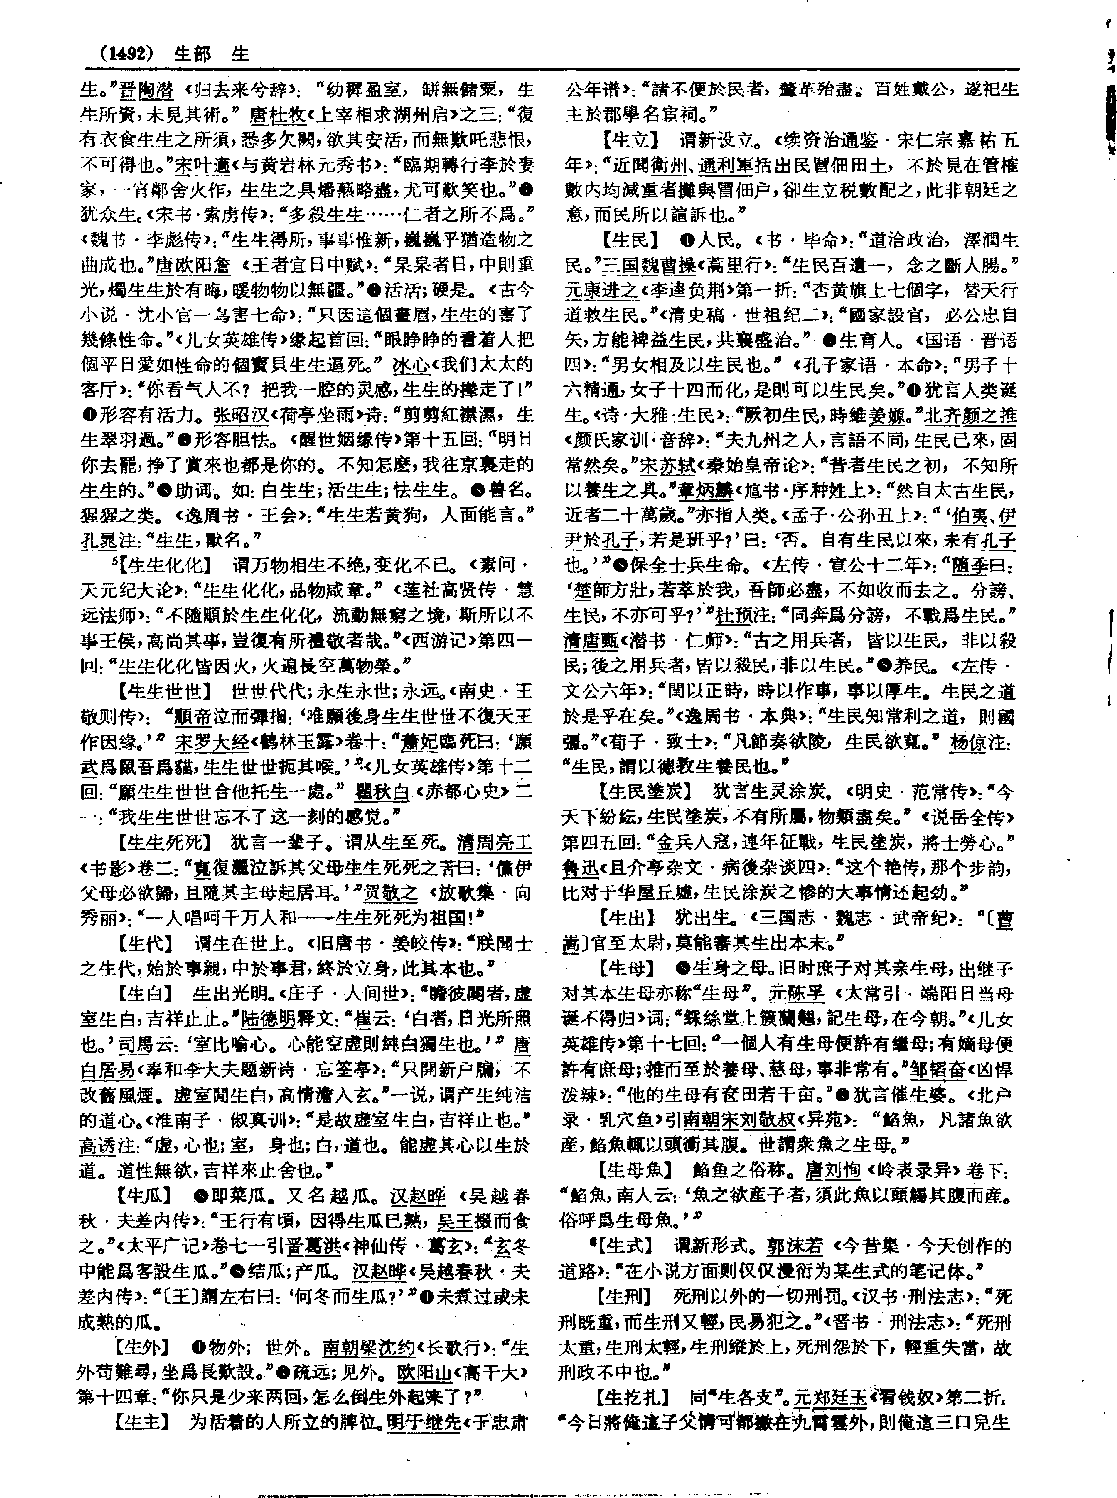 (1492) 生部 生
生。”晋陶潜《归去来兮辞》：“幼稺盈室，缾無儲粟，生
生所資，未見其術。”唐杜牧《上宰相求湖州启》之三：“復
有衣食生生之所須，悉多欠闕，欲其安活，而無歎吒悲恨，
不可得也。”宋叶適《与黄岩林元秀书》：“臨期轉行李於妻
家，一宵鄰舍火作，生生之具燔爇略盡，尤可歎笑也。”
犹众生。《宋书·索虏传》：“多殺生生……仁者之所不爲。”
《魏书·李彪传》：“生生得所，事事惟新，巍巍乎猶造物之
曲成也。”唐欧阳詹《王者宜日中赋》：“杲杲者日，中則重
光，燭生生於有晦，暖物物以無疆。”活活；硬是。《古今
小说·沈小官一鸟害七命》：“只因這個畫眉，生生的害了
幾條性命。”《儿女英雄传》缘起首回：“眼睁睁的看着人把
個平日愛如性命的個寶貝生生逼死。”冰心《我们太太的
客厅》：“你看气人不？把我一腔的灵感，生生的撵走了！”
形容有活力。张昭汉《荷亭坐雨》诗：“剪剪紅襟濕，生
生翠羽過。”形容胆怯。《醒世姻缘传》第十五回：“明日
你去罷，掙了賞來也都是你的。不知怎麽，我往京裏走的
生生的。”助词。如：白生生；活生生；怯生生。兽名。
猩猩之类。《逸周书·王会》：“生生若黄狗，人面能言。”
孔晁注：“生生，獸名。”
【生生化化】 谓万物相生不绝，变化不已。《素问·
天元纪大论》：“生生化化，品物咸章。”《莲社高贤传·慧
远法师》：“不隨順於生生化化，流動無窮之境，斯所以不
事王侯，高尚其事，豈復有所禮敬者哉。”《西游记》第四一
回：“生生化化皆因火，火遍長空萬物榮。”
【生生世世】 世世代代；永生永世；永远。《南史·王
敬则传》：“順帝泣而彈指：‘唯願後身生生世世不復天王
作因缘。’”宋罗大经《鹤林玉露》卷十：“蕭妃臨死曰：‘願
武爲鼠吾爲貓，生生世世扼其喉。’”《儿女英雄传》第十二
回：“願生生世世合他托生一處。”瞿秋白《赤都心史》二
一：“我生生世世忘不了这一刻的感觉。”
【生生死死】 犹言一辈子。谓从生至死。清周亮工
《书影》卷二：“寬復灑泣訴其父母生生死死之苦曰：‘儻伊
父母必欲歸，且隨其主母起居耳。’”贺敬之《放歌集·向
秀丽》：“一人唱呵千万人和——生生死死为祖国！”
【生代】 谓生在世上。《旧唐书·姜皎传》：“朕聞士
之生代，始於事親，中於事君，終於立身，此其本也。”
【生白】 生出光明。《庄子·人间世》：“瞻彼闋者，虚
室生白，吉祥止止。”陆德明释文：“崔云：‘白者，日光所照
也。’司馬云：‘室比喻心。心能空虚則純白獨生也。’”唐
白居易《奉和李大夫题新诗·忘筌亭》：“只開新户牖，不
改舊風煙。虚室閒生白，高情澹入玄。”一说，谓产生纯洁
的道心。《淮南子·俶真训》：“是故虚室生白，吉祥止也。”
高诱注：“虚，心也；室，身也；白，道也。能虚其心以生於
道。道性無欲，吉祥來止舍也。”
【生瓜】 即菜瓜。又名越瓜。汉赵晔《吴越春
秋·夫差内传》：“王行有頃，因得生瓜已熟，吴王掇而食
之。”《太平广记》卷七一引晋葛洪《神仙传·葛玄》：“玄冬
中能爲客設生瓜。”结瓜；产瓜。汉赵晔《吴越春秋·夫
差内传》：“〔王〕謂左右曰：‘何冬而生瓜？’”未煮过或未
成熟的瓜。
【生外】 物外；世外。南朝梁沈约《长歌行》：“生
外苟難尋，坐爲長歎設。”疏远；见外。欧阳山《高干大》
第十四章：“你只是少来两回，怎么倒生外起来了？”
【生主】 为活着的人所立的牌位。明于继先《于忠肃
公年谱》：“請不便於民者，釐革殆盡。百姓戴公，遂祀生
主於郡學名宦祠。”
【生立】 谓新设立。《续资治通鉴·宋仁宗嘉祐五
年》：“近聞衛州、通利軍括出民冒佃田土，不於見在管榷
數内均減重者攤與冒佃户，卻生立税數配之，此非朝廷之
意，而民所以諠訴也。”
【生民】 人民。《书·毕命》：“道洽政治，澤潤生
民。”三国魏曹操《蒿里行》：“生民百遺一，念之斷人腸。”
元康进之《李逵负荆》第一折：“杏黄旗上七個字，替天行
道救生民。”《清史稿·世祖纪二》：“國家設官，必公忠自
矢，方能裨益生民，共襄盛治。”生育人。《国语·晋语
四》：“男女相及以生民也。”《孔子家语·本命》：“男子十
六精通，女子十四而化，是則可以生民矣。”犹言人类诞
生。《诗·大雅·生民》：“厥初生民，時維姜嫄。”北齐颜之推
《颜氏家训·音辞》：“夫九州之人，言語不同，生民已來，固
常然矣。”宋苏轼《秦始皇帝论》：“昔者生民之初，不知所
以養生之具。”章炳麟《訄书·序种姓上》：“然自太古生民，
近者二十萬歲。”亦指人类。《孟子·公孙丑上》：“‘伯夷、伊
尹於孔子，若是班乎？’曰：‘否。自有生民以來，未有孔子
也。’”保全士兵生命。《左传·宣公十二年》：“隨季曰：
‘楚師方壯，若萃於我，吾師必盡，不如收而去之。分謗、
生民，不亦可乎？’”杜预注：“同奔爲分謗，不戰爲生民。”
清唐甄《潜书·仁师》：“古之用兵者，皆以生民，非以殺
民；後之用兵者，皆以殺民，非以生民。”养民。《左传·
文公六年》：“閏以正時，時以作事，事以厚生。生民之道
於是乎在矣。”《逸周书·本典》：“生民知常利之道，則國
彊。”《荀子·致士》：“凡節奏欲陵，生民欲寬。”杨倞注：
“生民，謂以德教生養民也。”
【生民塗炭】 犹言生灵涂炭。《明史·范常传》：“今
天下紛紜，生民塗炭，不有所屬，物類盡矣。”《说岳全传》
第四五回：“金兵入寇，連年征戰，生民塗炭，將士勞心。”
鲁迅《且介亭杂文·病後杂谈四》：“这个艳传，那个步韵，
比对于华屋丘墟，生民涂炭之惨的大事情还起劲。”
【生出】 犹出生。《三国志·魏志·武帝纪》：“〔曹
嵩〕官至太尉，莫能審其生出本末。”
【生母】 生身之母。旧时庶子对其亲生母，出继子
对其本生母亦称“生母”。元陈孚《太常引·端阳日当母
诞不得归》词：“綵絲堂上簇蘭翹，記生母，在今朝。”《儿女
英雄传》第十七回：“一個人有生母便許有繼母；有嫡母便
許有庶母；推而至於養母、慈母，事非常有。”邹韬奋《凶悍
泼辣》：“他的生母有奁田若干亩。”犹言催生婆。《北户
录·乳穴鱼》引南朝宋刘敬叔《异苑》：“鮥魚，凡諸魚欲
産，鮥魚輒以頭衝其腹。世謂衆魚之生母。”
【生母魚】 鮥鱼之俗称。唐刘恂《岭表录异》卷下：
“鮥魚，南人云：‘魚之欲産子者，須此魚以頭觸其腹而産。
俗呼爲生母魚。’”
【生式】 谓新形式。郭沫若《今昔集·今天创作的
道路》：“在小说方面则仅仅漫衍为某生式的笔记体。”
【生刑】 死刑以外的一切刑罚。《汉书·刑法志》：“死
刑既重，而生刑又輕，民易犯之。”《晋书·刑法志》：“死刑
太重，生刑太輕，生刑縱於上，死刑怨於下，輕重失當，故
刑政不中也。”
【生扢扎】 同“生各支”。元郑廷玉《看钱奴》第二折：
“今日將俺這子父情可都撇在九霄雲外，則俺這三口兒生